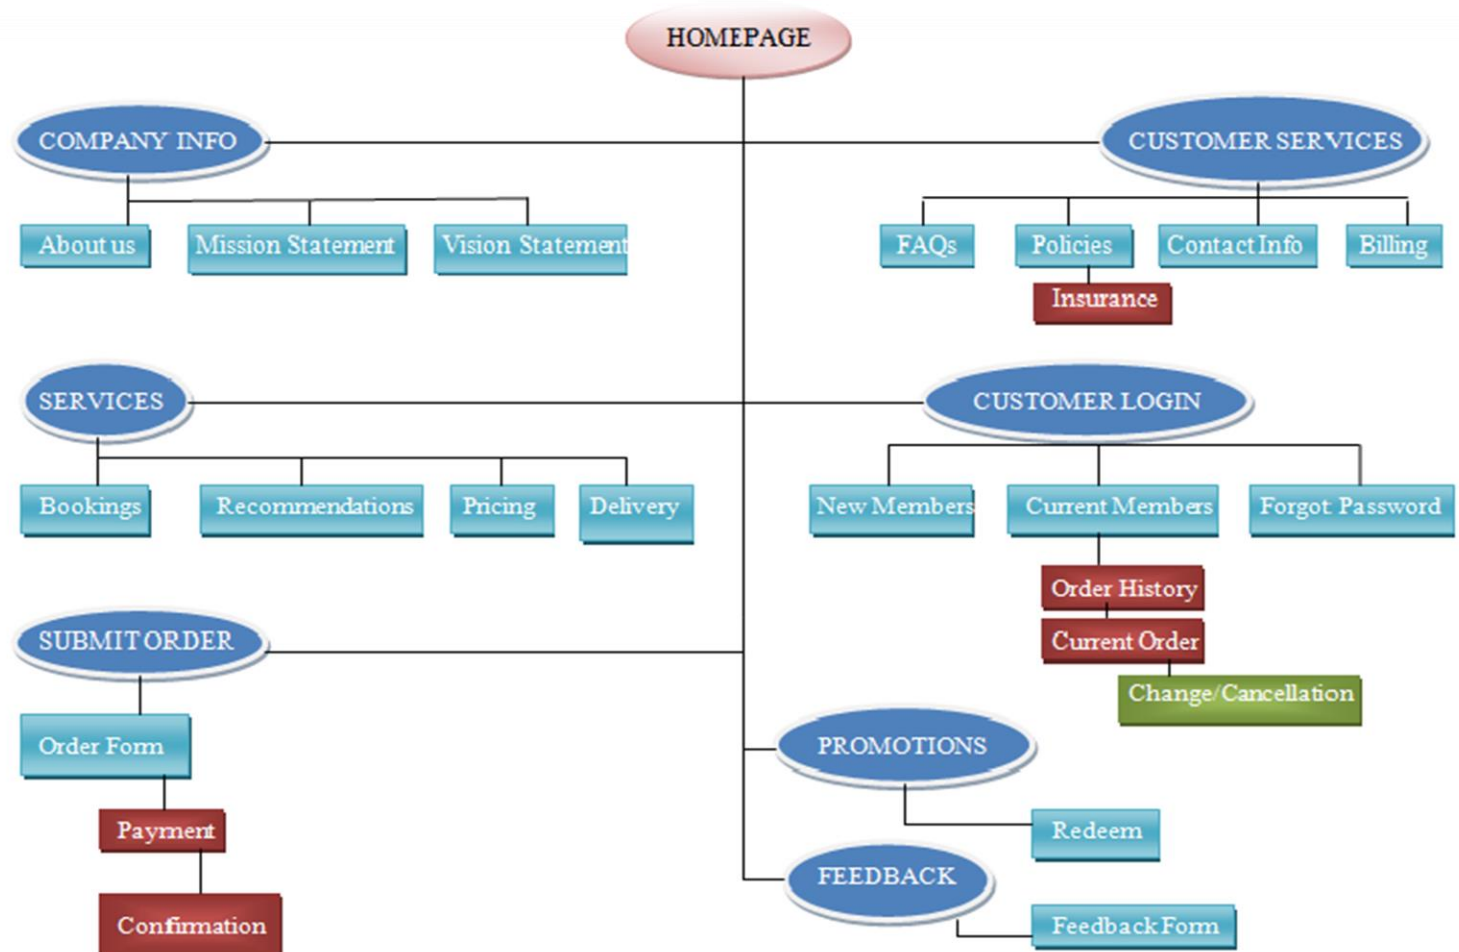 HOMEPAGE
COMPANY INFO
CUSTOMER SERVICES
About us
Mission Statement
Vision Statement
FAQs
Policies
Contact Info
Billing
Insurance
SERVICES
CUSTOMER LOGIN
Bookings
Recommendations
Pricing
Delivery
New Members
Current Members
Forgot Password
Order History
Current Order
Change/Cancellation
SUBMIT ORDER
Order Form
Payment
Confirmation
PROMOTIONS
Redeem
FEEDBACK
Feedback Form